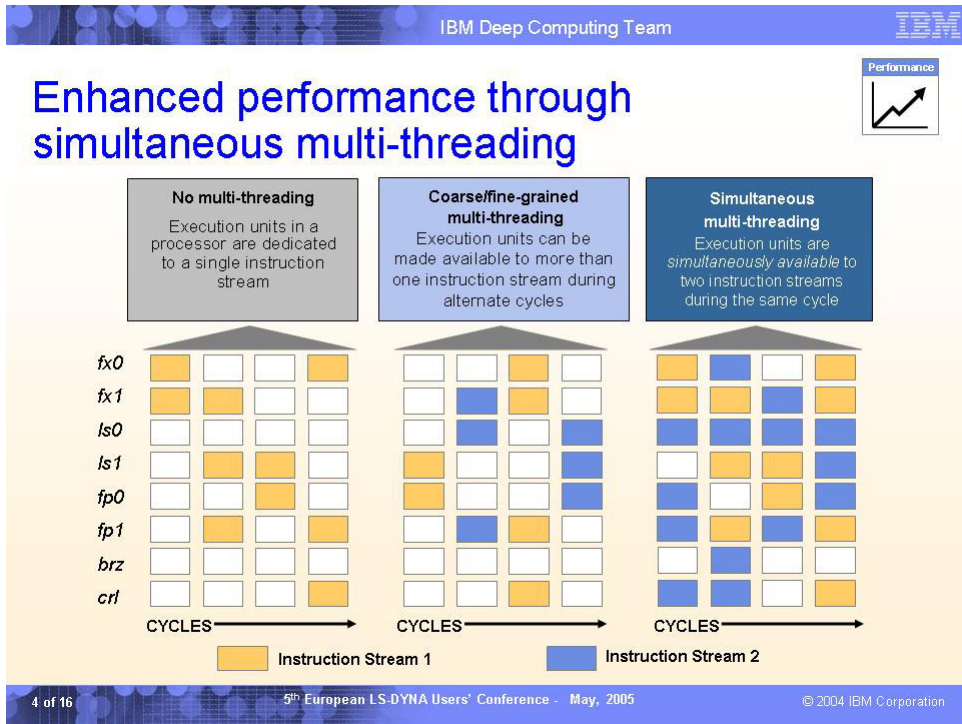 IBM Deep Computing Team
IBM
Performance
Enhanced performance through
simultaneous multi-threading
No multi-threading
Execution units in a
processor are dedicated
to a single instruction
stream
Coarse/fine-grained
multi-threading
Execution units can be
made available to more than
one instruction stream during
alternate cycles
Simultaneous
multi-threading
Execution units are
simultaneously available to
two instruction streams
during the same cycle
fx0
fx1
ls0
ls1
fp0
fp1
brz
crl
CYCLES
CYCLES
CYCLES
Instruction Stream 1
Instruction Stream 2
4 of 16
5th European LS-DYNA Users' Conference - May, 2005
© 2004 IBM Corporation